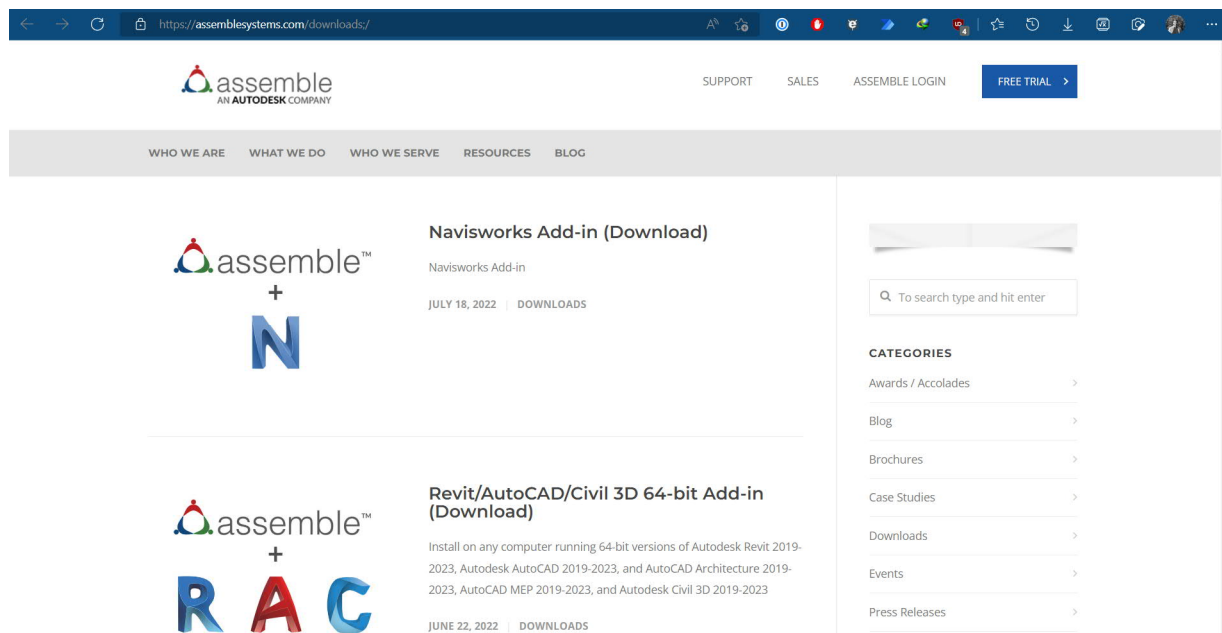 https://assemblesystems.com/downloads;/
4
assemble
AN AUTODESK COMPANY
SUPPORT SALES ASSEMBLE LOGIN FREE TRIAL
WHO WE ARE WHAT WE DO WHO WE SERVE RESOURCES BLOG
assemble™
+
N
Navisworks Add-in (Download)
Navisworks Add-in
JULY 18, 2022 | DOWNLOADS
assemble™
+
R A C
Revit/AutoCAD/Civil 3D 64-bit Add-in
(Download)
Install on any computer running 64-bit versions of Autodesk Revit 2019-
2023, Autodesk AutoCAD 2019-2023, and AutoCAD Architecture 2019-
2023, AutoCAD MEP 2019-2023, and Autodesk Civil 3D 2019-2023
JUNE 22, 2022 | DOWNLOADS
To search type and hit enter
CATEGORIES
Awards / Accolades
Blog
Brochures
Case Studies
Downloads
Events
Press Releases